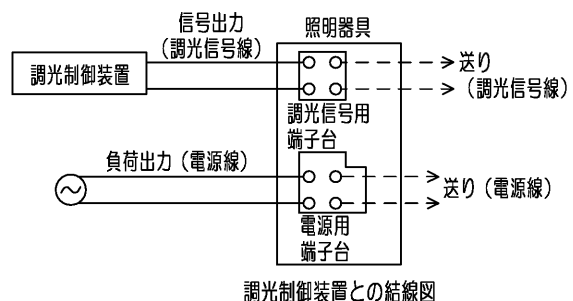 信号出力
（調光信号線）
照明器具
調光制御装置
送り
（調光信号線）
調光信号用
端子台
負荷出力（電源線）
送り（電源線）
電源用
端子台
調光制御装置との結線図